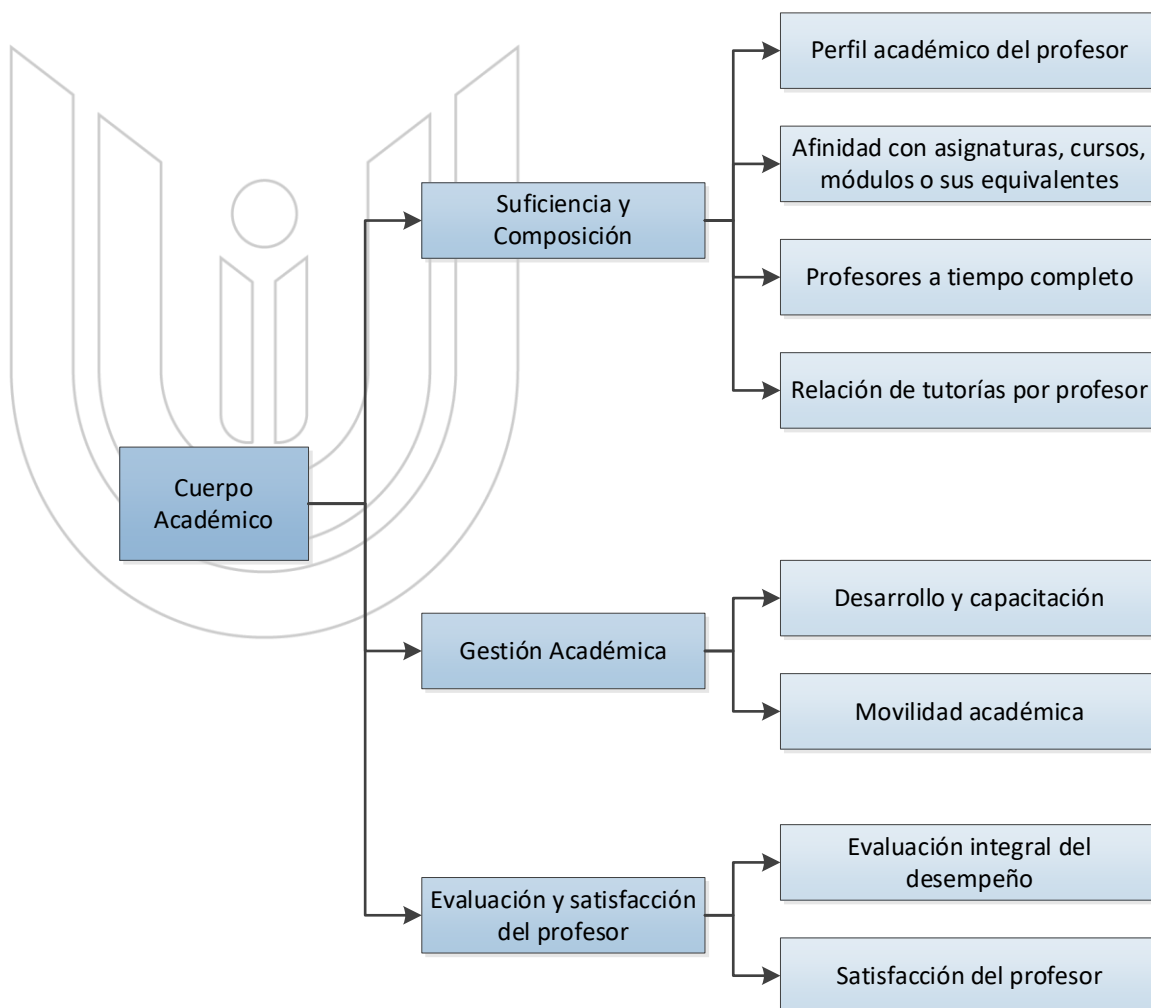 Cuerpo
Académico
Suficiencia y
Composición
Perfil académico del profesor
Afinidad con asignaturas, cursos,
módulos o sus equivalentes
Profesores a tiempo completo
Relación de tutorías por profesor
Gestión Académica
Desarrollo y capacitación
Movilidad académica
Evaluación y satisfacción
del profesor
Evaluación integral del
desempeño
Satisfacción del profesor